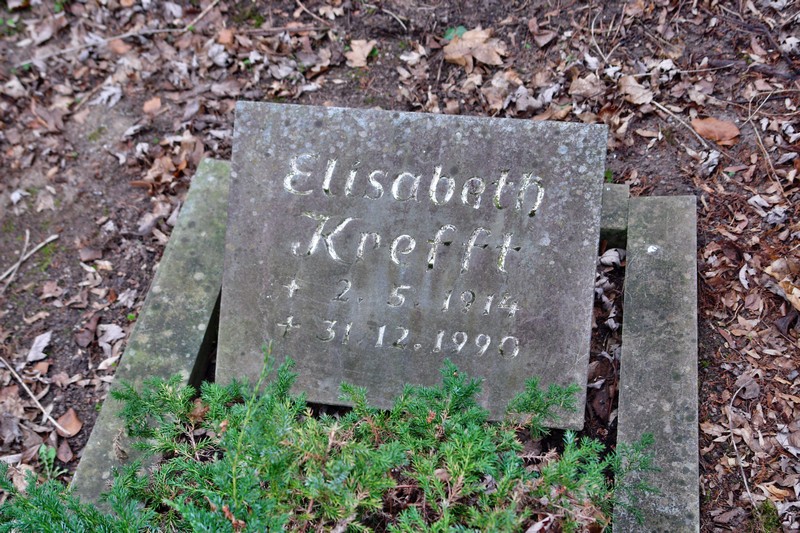 Elisabeth
Krefft
† 2. 5. 1914
† 31. 12. 1990